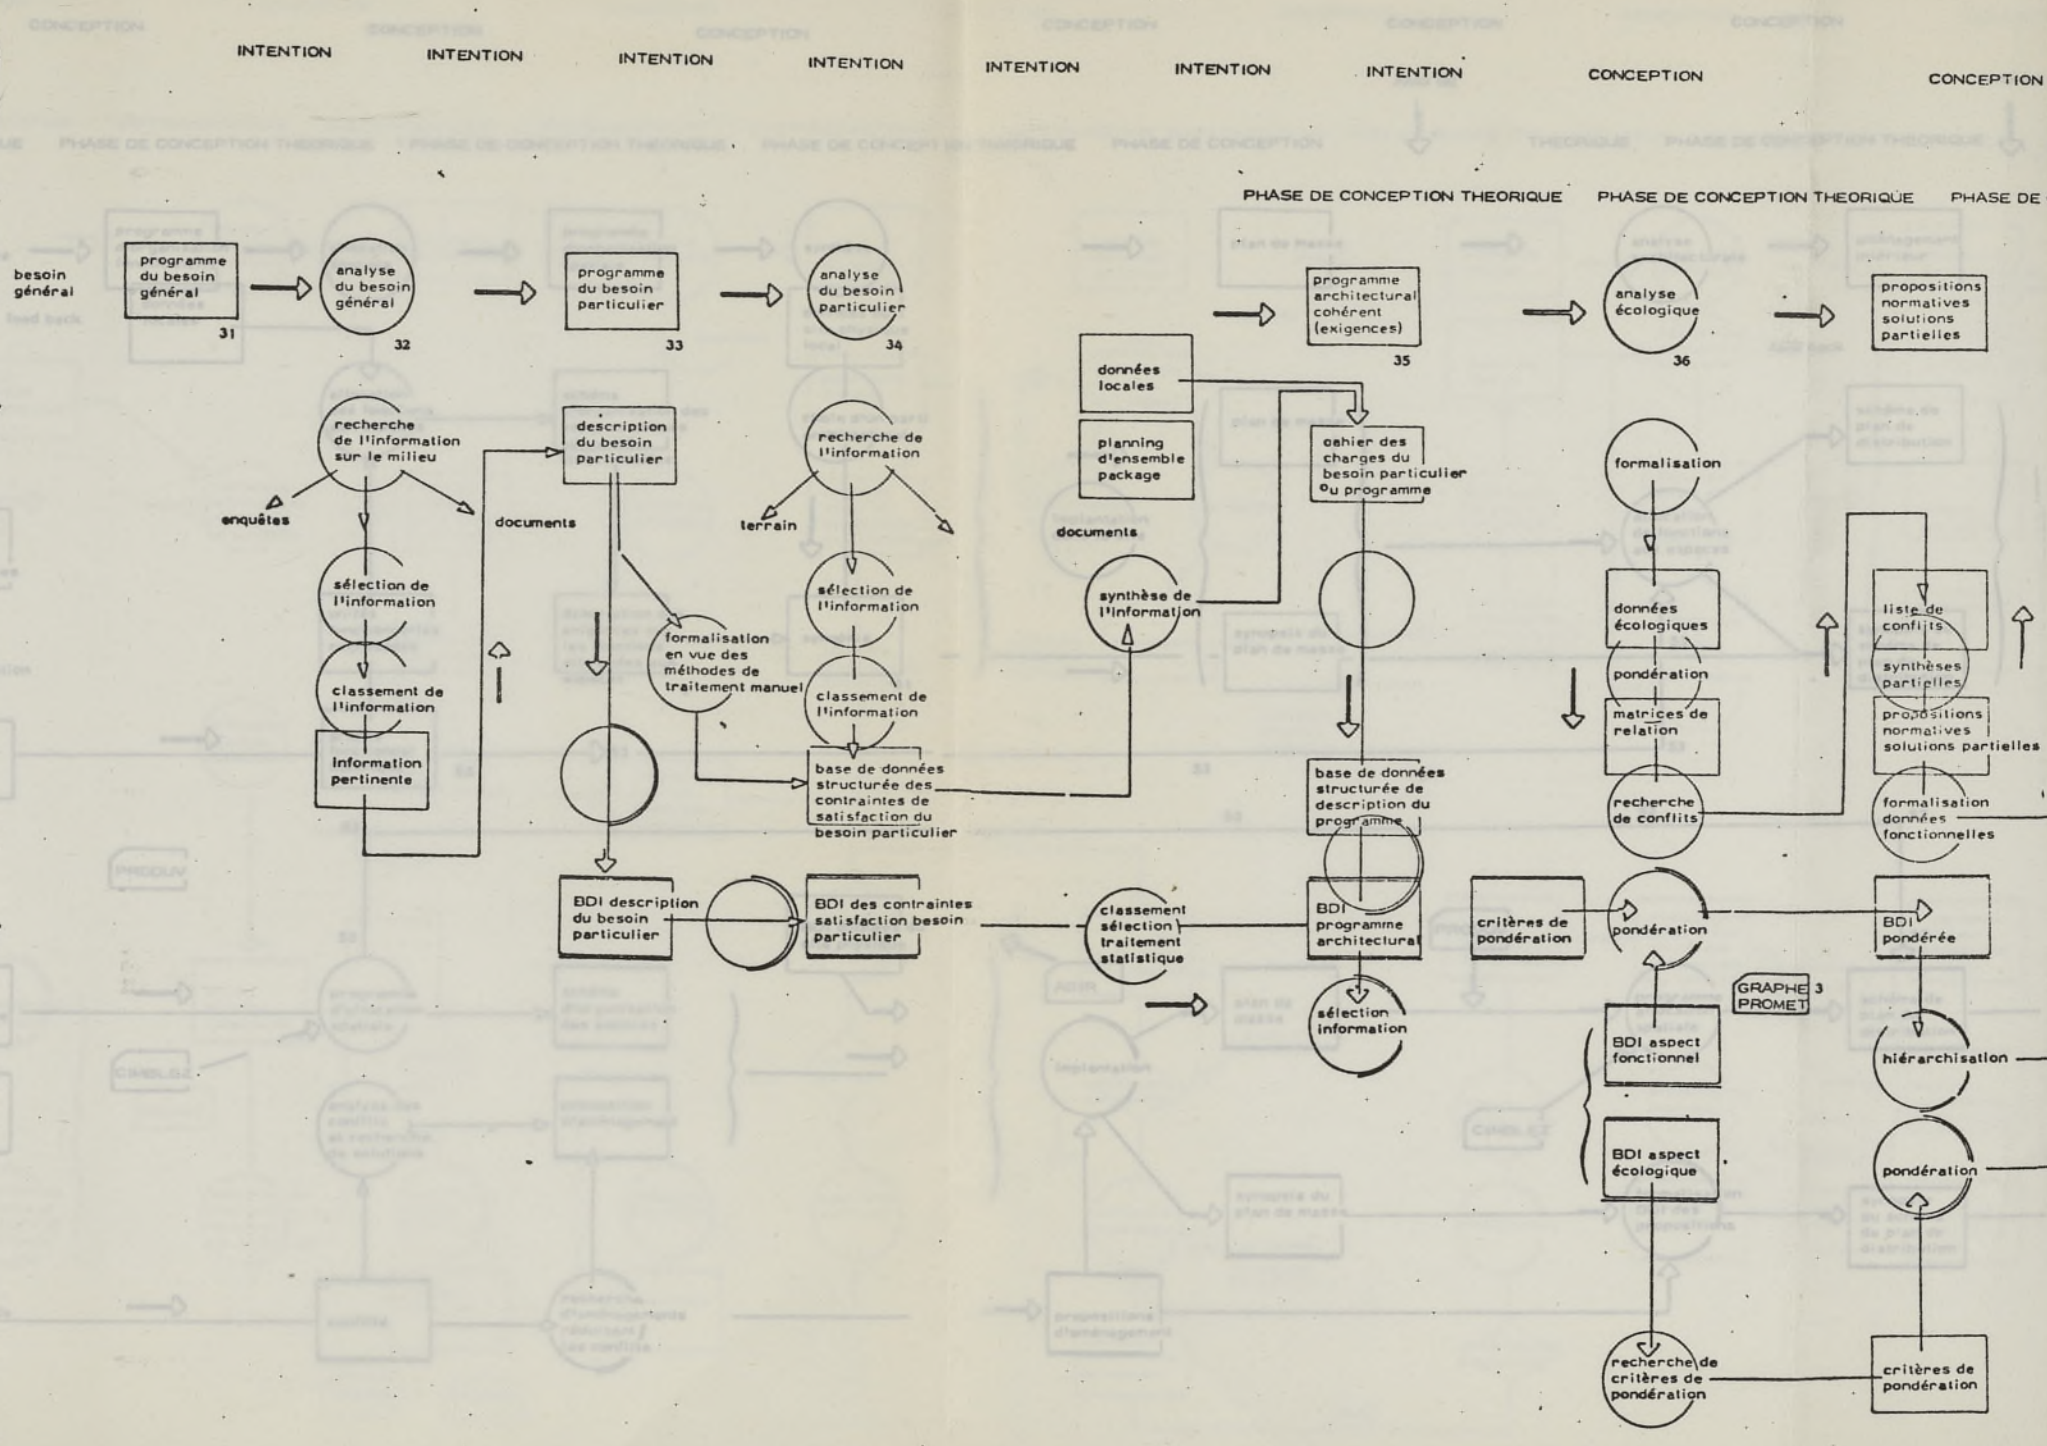 INTENTION
INTENTION
INTENTION
INTENTION
INTENTION
INTENTION
INTENTION
CONCEPTION
CONCEPTION
PHASE DE CONCEPTION THEORIQUE
PHASE DE CONCEPTION THEORIQUE
PHASE DE
besoin
général
programme
du besoin
général
31
analyse
du besoin
général
32
programme
du besoin
particulier
33
analyse
du besoin
particulier
34
programme
architectural
cohérent
(exigences)
35
analyse
écologique
36
propositions
normatives
solutions
partielles
recherche
de l'information
sur le milieu
enquêtes
documents
sélection de
l'information
classement de
l'information
Information
pertinente
description
du besoin
particulier
formalisation
en vue des
méthodes de
traitement manuel
recherche de
l'information
terrain
documents
sélection de
l'information
classement de
l'information
base de données
structurée des
contraintes de
satisfaction du
besoin particulier
données
locales
planning
d'ensemble
package
synthèse de
l'Information
cahier des
charges du
besoin particulier
ou programme
base de données
structurée de
description du
programme
formalisation
données
écologiques
pondération
matrices de
relation
recherche
de conflits
liste de
conflits
synthèses
partielles
propositions
normatives
solutions partielles
formalisation
données
fonctionnelles
BDI description
du besoin
particulier
BDI des contraintes
satisfaction besoin
particulier
classement
sélection
traitement
statistique
BDI
programme
architectural
sélection
information
critères de
pondération
pondération
BDI
pondérée
GRAPHE 3
PROMET
BDI aspect
fonctionnel
BDI aspect
écologique
hiérarchisation
pondération
recherche de
critères de
pondération
critères de
pondération